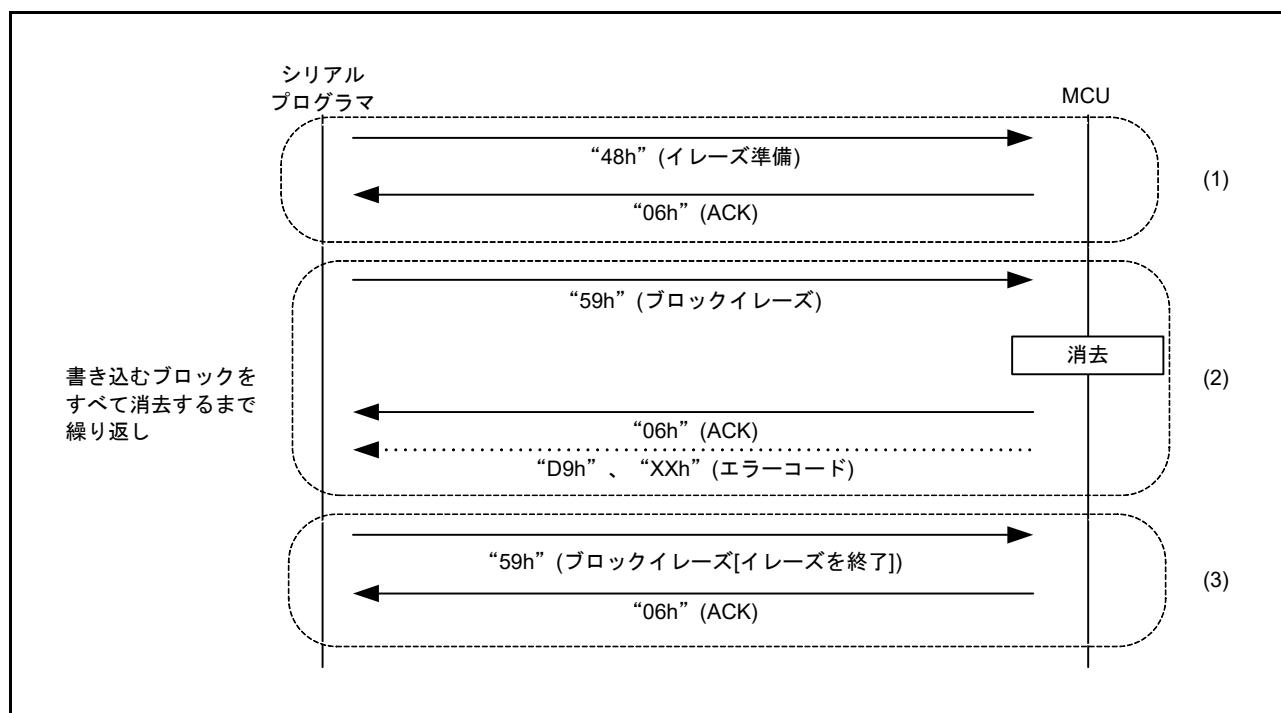 シリアル
プログラマ
MCU
“48h” (イレーズ準備)
“06h” (ACK)
(1)
“59h” (ブロックイレーズ)
消去
書き込むブロックを
すべて消去するまで
繰り返し
(2)
“06h” (ACK)
“D9h” 、 “XXh” (エラーコード)
“59h” (ブロックイレーズ[イレーズを終了])
“06h” (ACK)
(3)